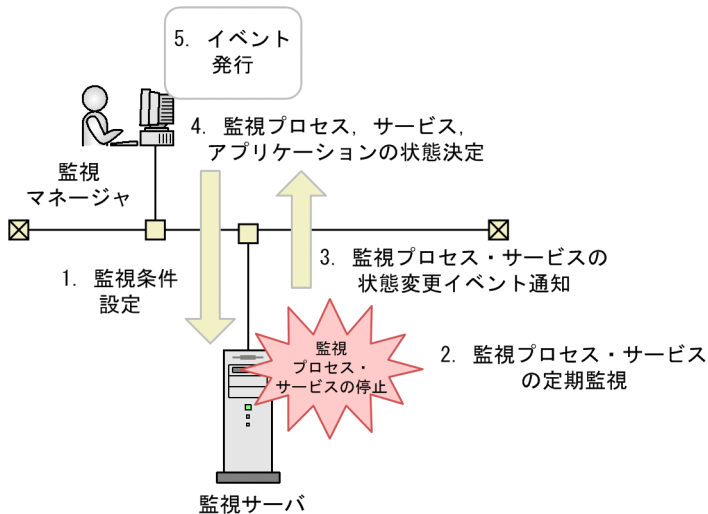 5. イベント
発行
4. 監視プロセス, サービス,
アプリケーションの状態決定
監視
マネージャ
3. 監視プロセス・サービスの
状態変更イベント通知
1. 監視条件
設定
監視
プロセス・
サービスの停止
2. 監視プロセス・サービス
の定期監視
監視サーバ